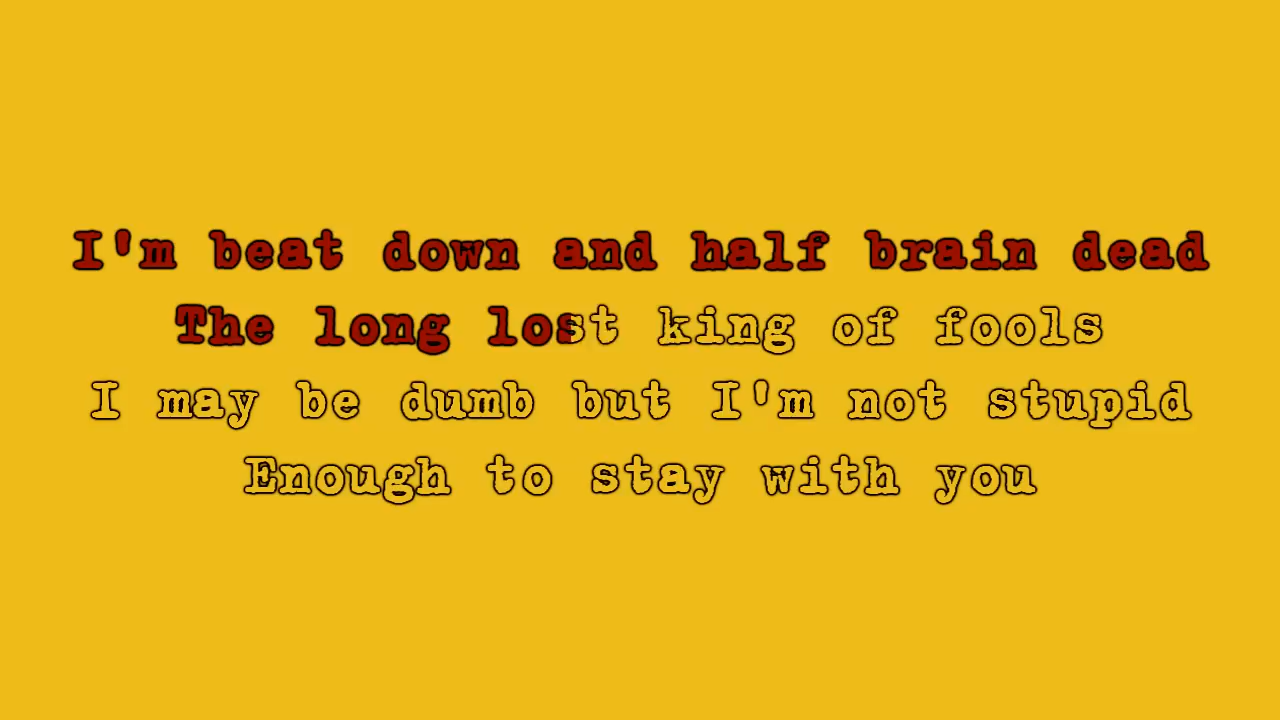 I'm beat down and half brain dead
The long lost king of fools
I may be dumb but I'm not stupid
Enough to stay with you